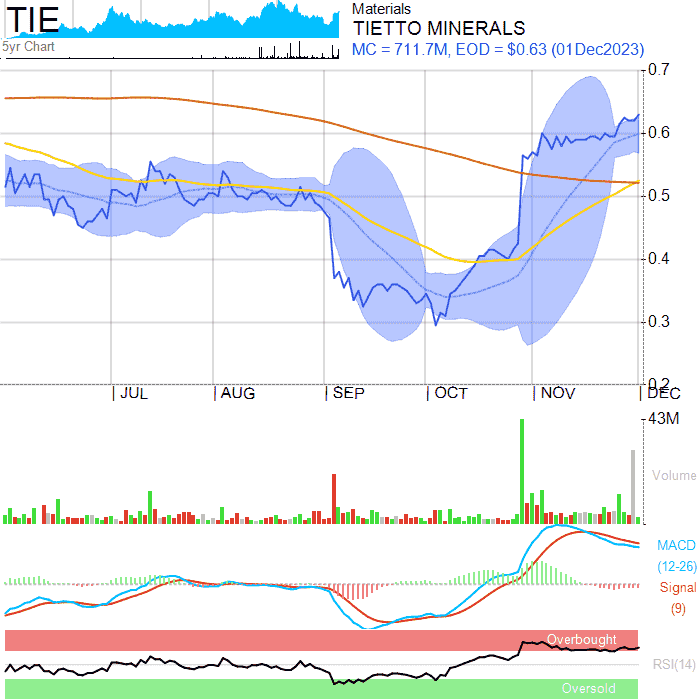 TIE
Materials
TIETTO MINERALS
5yr Chart
MC = 711.7M, EOD = $0.63 (01Dec2023)
0.7
0.6
0.5
0.4
0.3
0.2
JUL
AUG
SEP
OCT
NOV
DEC
43M
Volume
MACD
(12-26)
Signal
(9)
Overbought
RSI(14)
Oversold